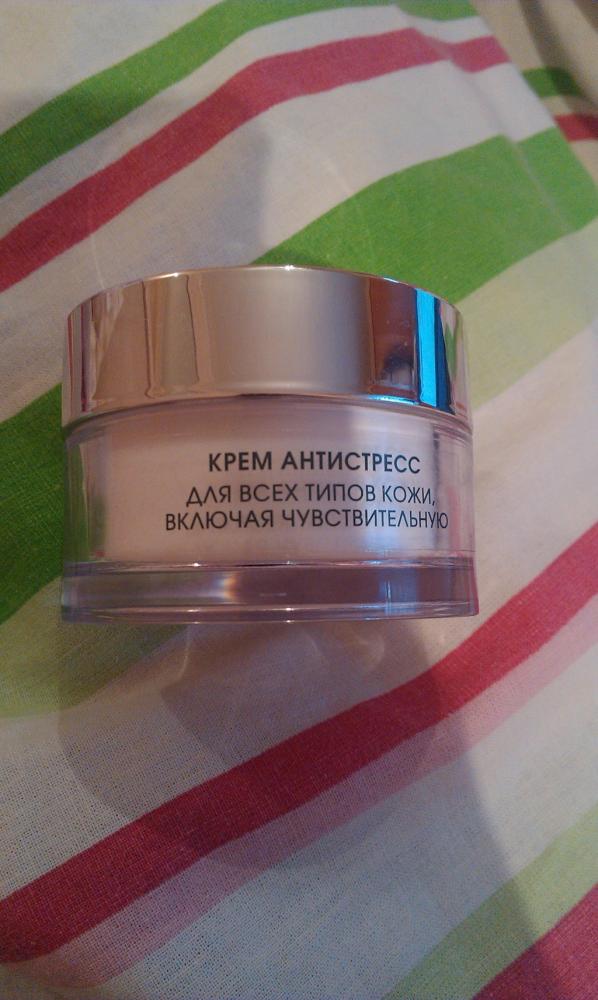 КРЕМ АНТИСТРЕСС
ДЛЯ ВСЕХ ТИПОВ КОЖИ,
ВКЛЮЧАЯ ЧУВСТВИТЕЛЬНУЮ